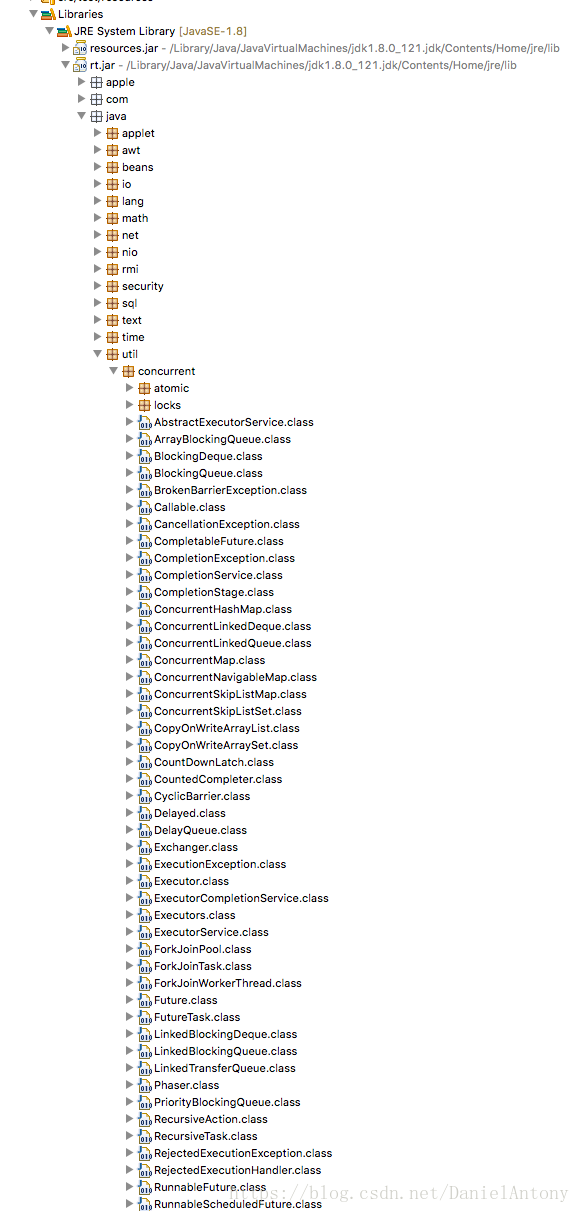 Libraries
JRE System Library [JavaSE-1.8]
resources.jar - /Library/Java/JavaVirtualMachines/jdk1.8.0_121.jdk/Contents/Home/jre/lib
rt.jar - /Library/Java/JavaVirtualMachines/jdk1.8.0_121.jdk/Contents/Home/jre/lib
apple
com
java
applet
awt
beans
io
lang
math
net
nio
rmi
security
sql
text
time
util
concurrent
atomic
locks
AbstractExecutorService.class
ArrayBlockingQueue.class
BlockingDeque.class
BlockingQueue.class
BrokenBarrierException.class
Callable.class
CancellationException.class
CompletableFuture.class
CompletionException.class
CompletionService.class
CompletionStage.class
ConcurrentHashMap.class
ConcurrentLinkedDeque.class
ConcurrentLinkedQueue.class
ConcurrentMap.class
ConcurrentNavigableMap.class
ConcurrentSkipListMap.class
ConcurrentSkipListSet.class
CopyOnWriteArrayList.class
CopyOnWriteArraySet.class
CountDownLatch.class
CountedCompleter.class
CyclicBarrier.class
Delayed.class
DelayQueue.class
Exchanger.class
ExecutionException.class
Executor.class
ExecutorCompletionService.class
Executors.class
ExecutorService.class
ForkJoinPool.class
ForkJoinTask.class
ForkJoinWorkerThread.class
Future.class
FutureTask.class
LinkedBlockingDeque.class
LinkedBlockingQueue.class
LinkedTransferQueue.class
Phaser.class
PriorityBlockingQueue.class
RecursiveAction.class
RecursiveTask.class
RejectedExecutionException.class
RejectedExecutionHandler.class
RunnableFuture.class
https://blog.csdn.net/DanielAntony
RunnableScheduledFuture.class